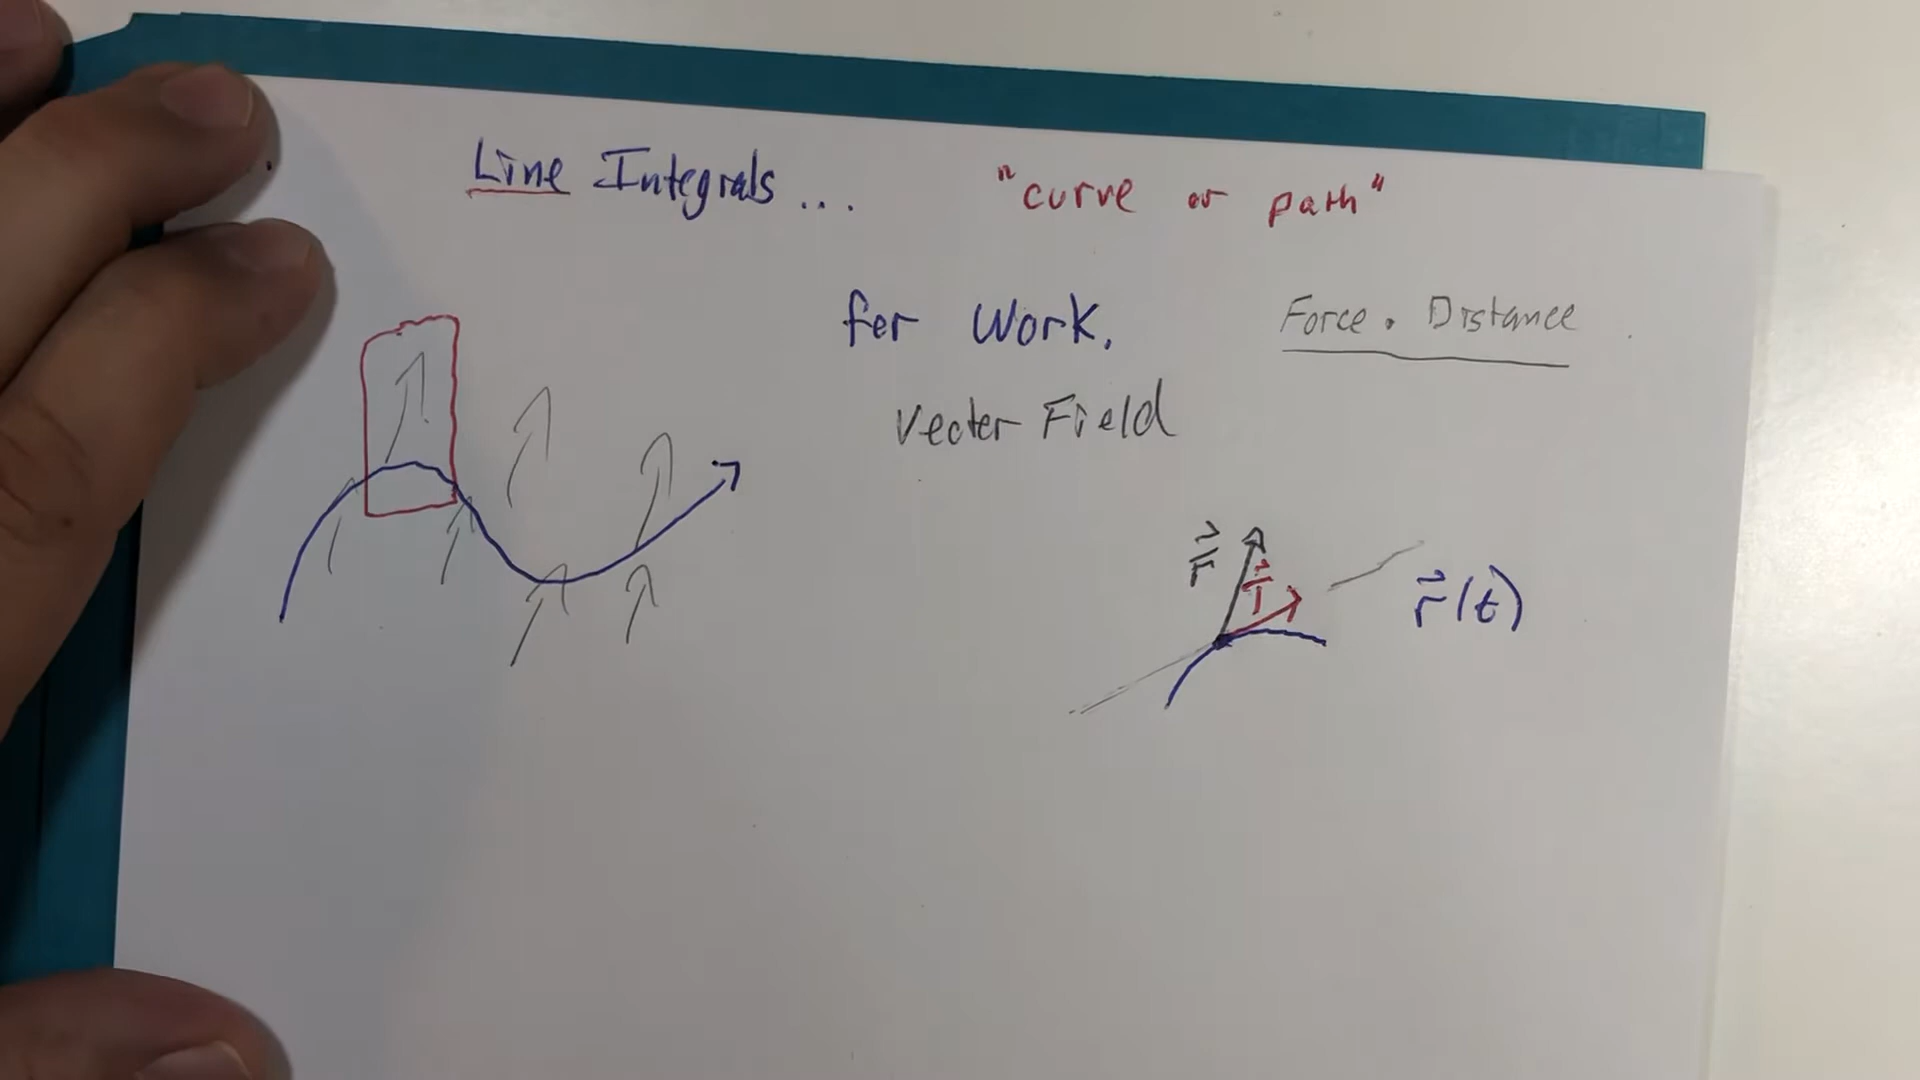 Line Integrals ... "curve or path"
for Work. Force . Distance
Vector Field
F⃗ T⃗ r⃗(t)